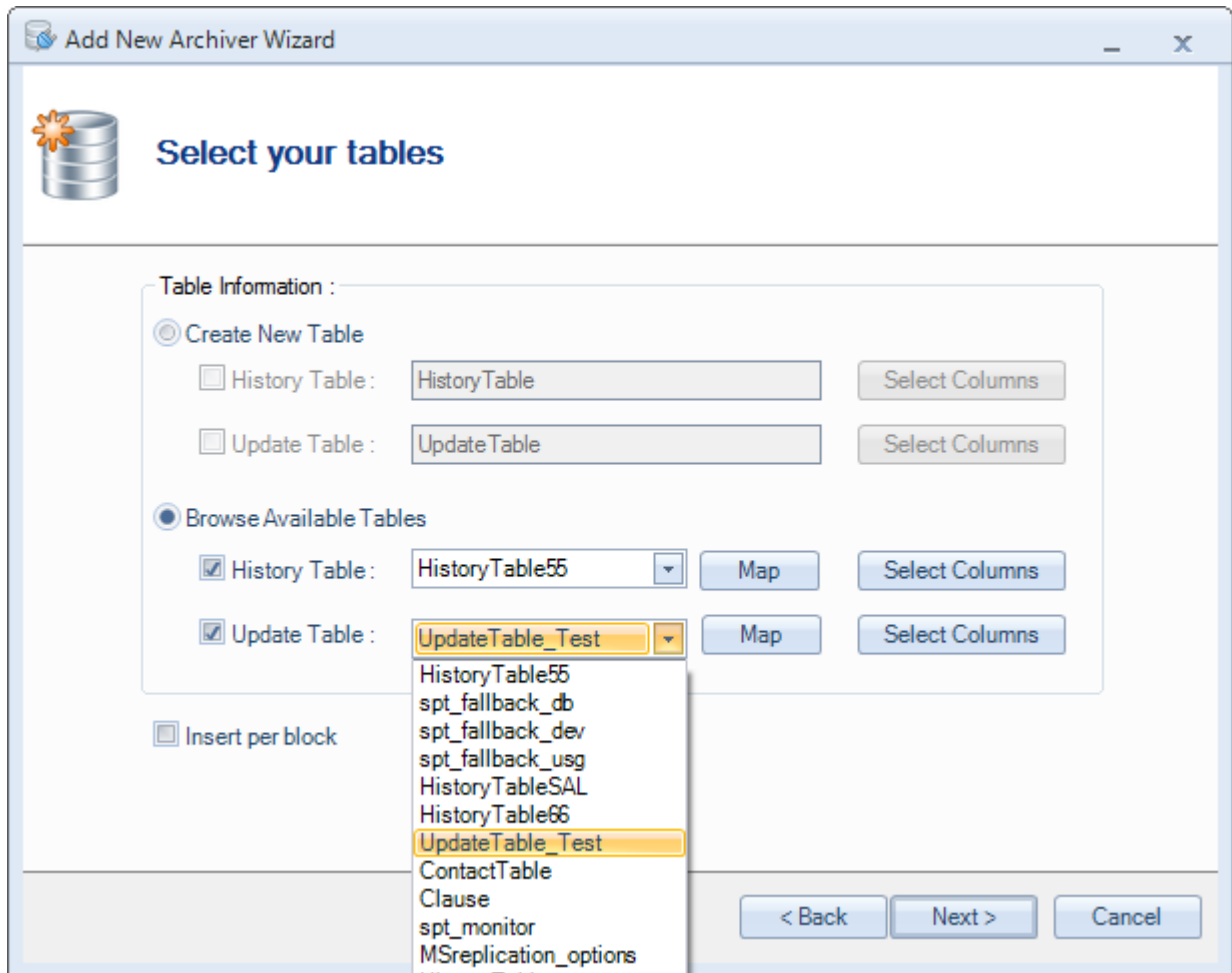 Add New Archiver Wizard
Select your tables
Table Information :
Create New Table
History Table : HistoryTable Select Columns
Update Table : UpdateTable Select Columns
Browse Available Tables
History Table : HistoryTable55 Map Select Columns
Update Table : UpdateTable_Test Map Select Columns
HistoryTable55
spt_fallback_db
spt_fallback_dev
spt_fallback_usg
Insert per block
HistoryTableSAL
HistoryTable66
UpdateTable_Test
ContactTable
Clause
spt_monitor
MSreplication_options
< Back Next > Cancel